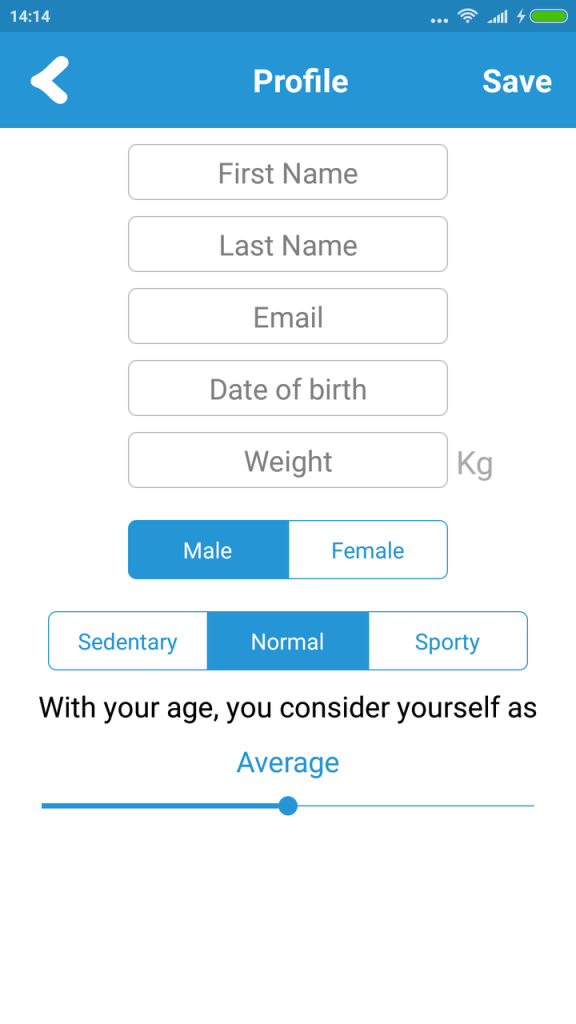 14:14
Profile Save
First Name
Last Name
Email
Date of birth
Weight Kg
Male Female
Sedentary Normal Sporty
With your age, you consider yourself as
Average